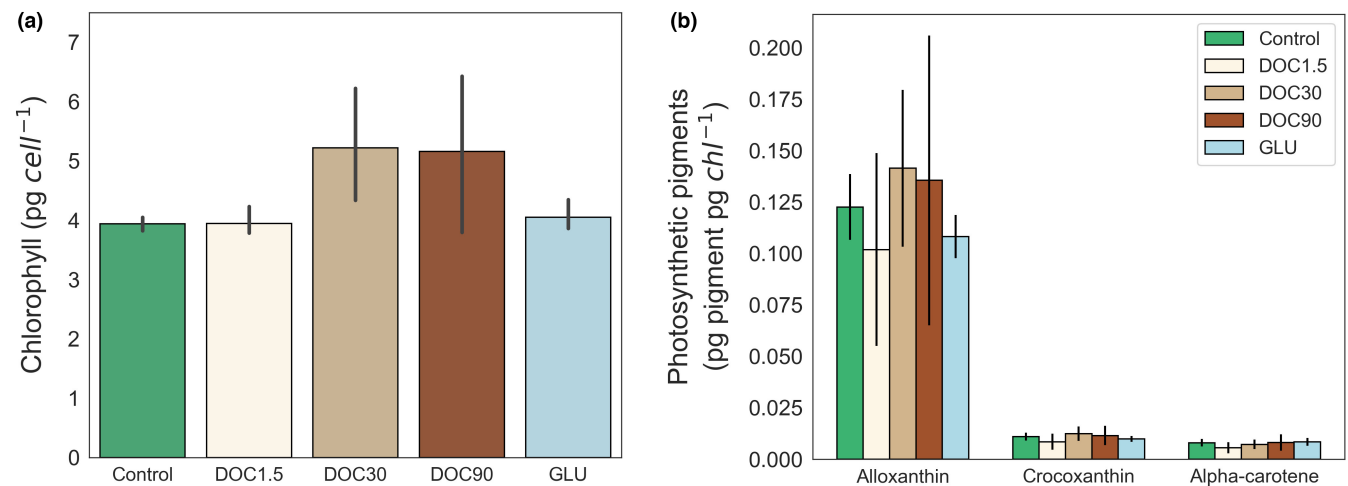 (a)
Chlorophyll (pg cell⁻¹)
7
6
5
4
3
2
1
0
Control DOC1.5 DOC30 DOC90 GLU
(b)
Photosynthetic pigments
(pg pigment pg chl⁻¹)
0.200
0.175
0.150
0.125
0.100
0.075
0.050
0.025
0.000
Control
DOC1.5
DOC30
DOC90
GLU
Alloxanthin Crocoxanthin Alpha-carotene